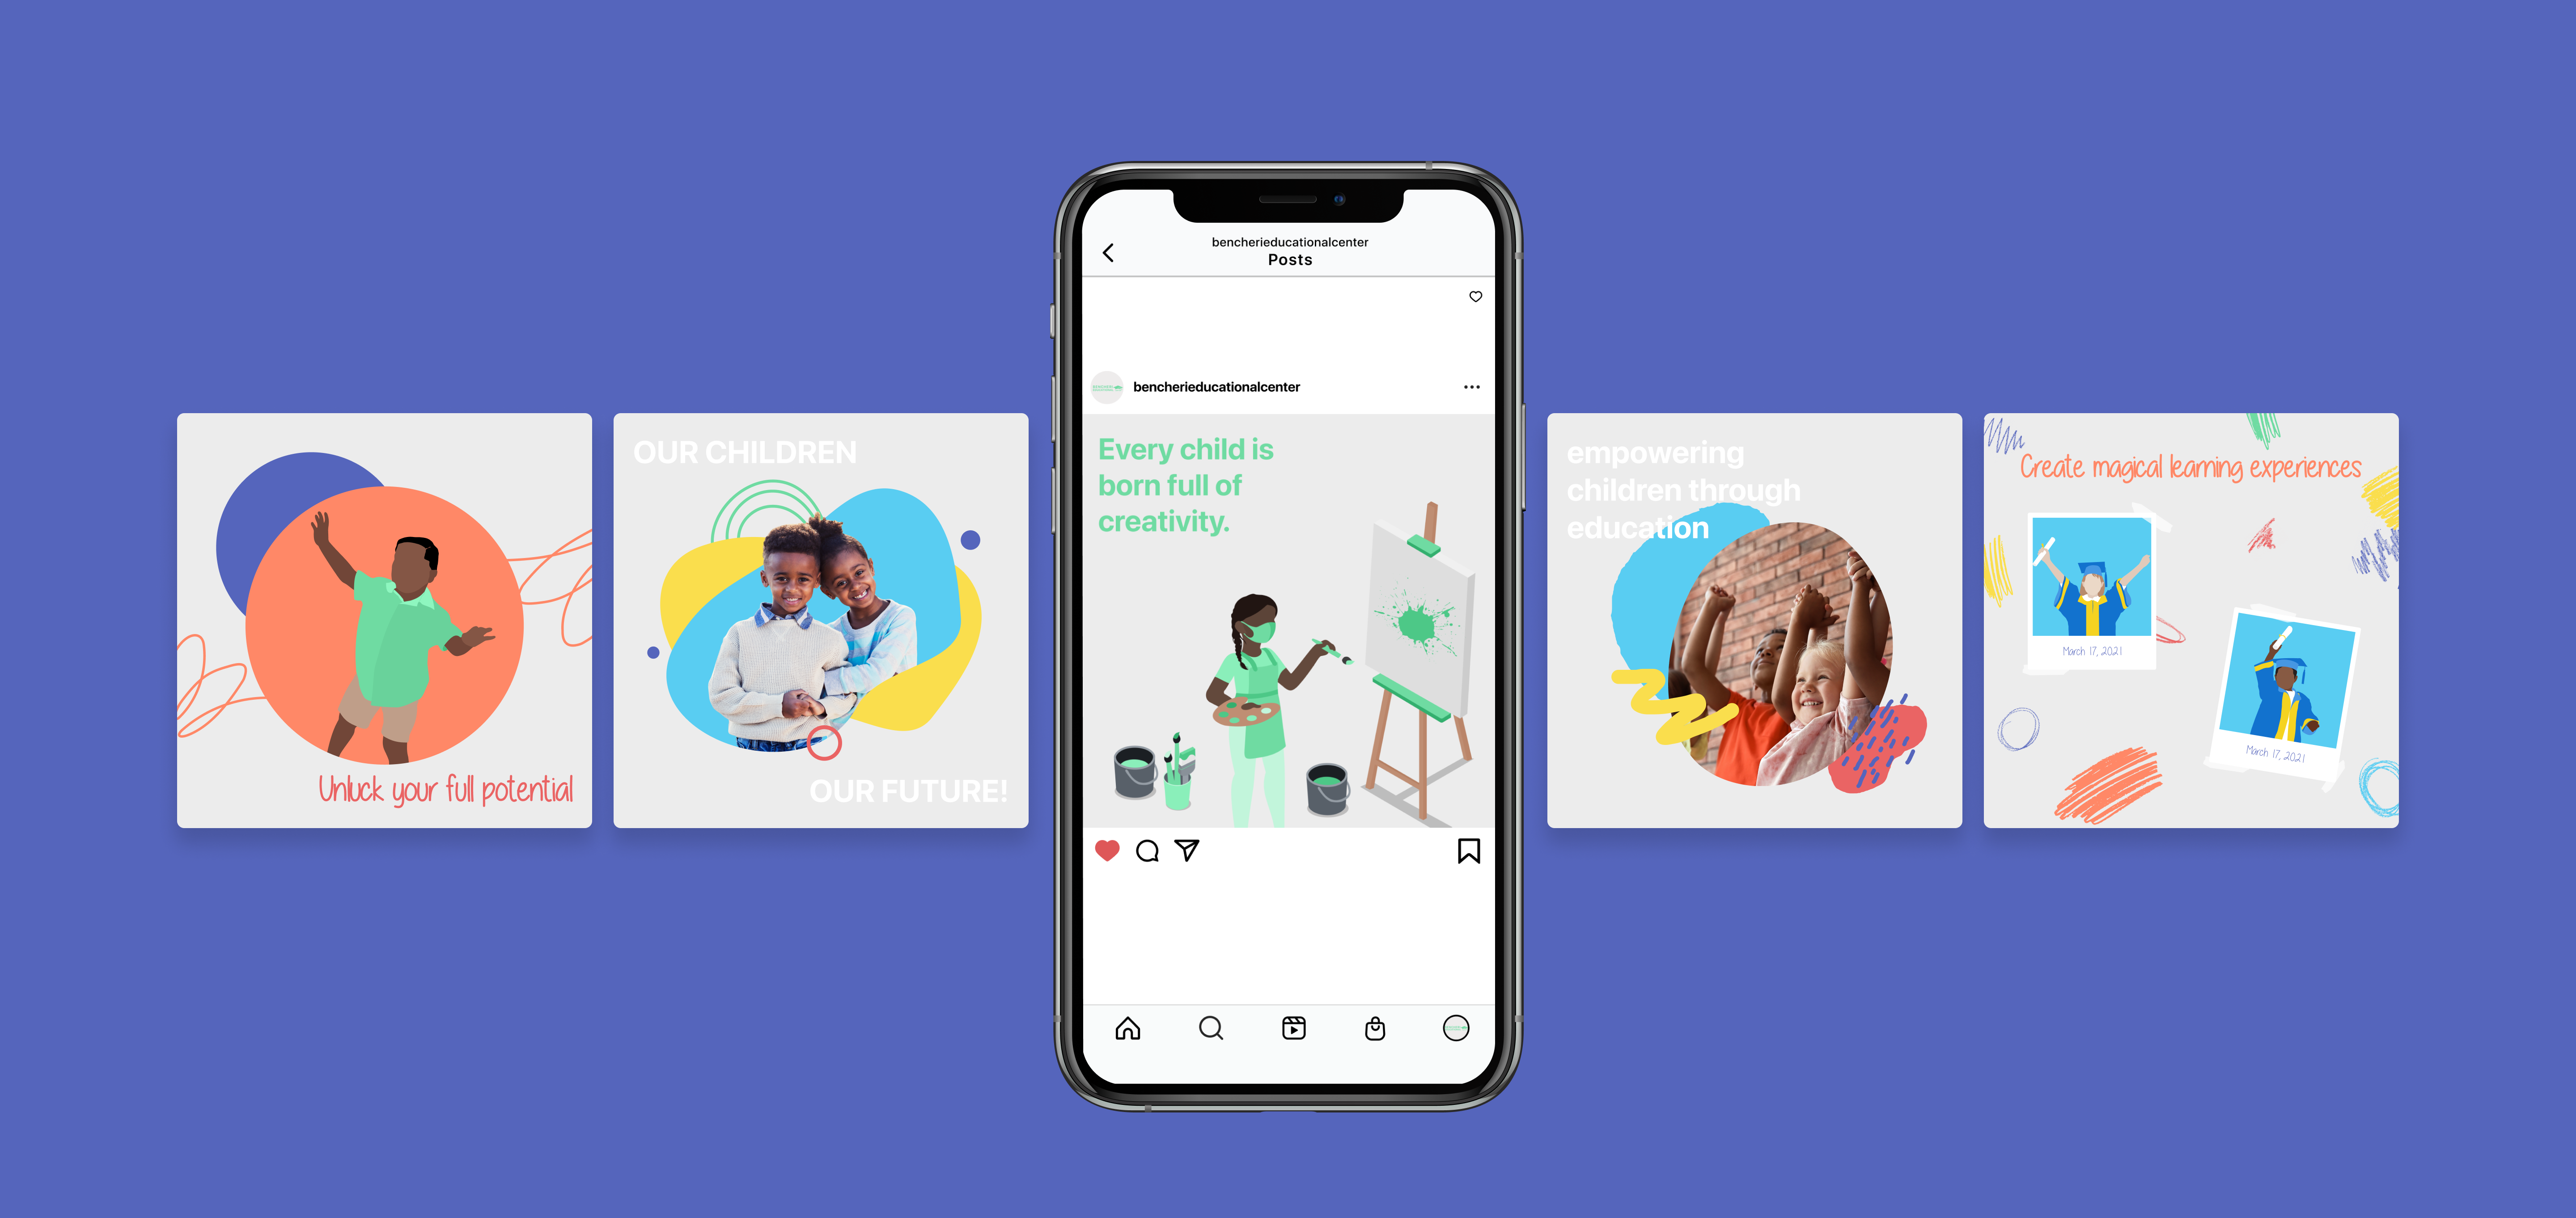 Unluck your full potential
OUR CHILDREN
OUR FUTURE!
bencherieducationalcenter
Posts
bencherieducationalcenter
Every child is
born full of
creativity.
empowering
children through
education
Create magical learning experiences
March 17, 2021
March 17, 2021